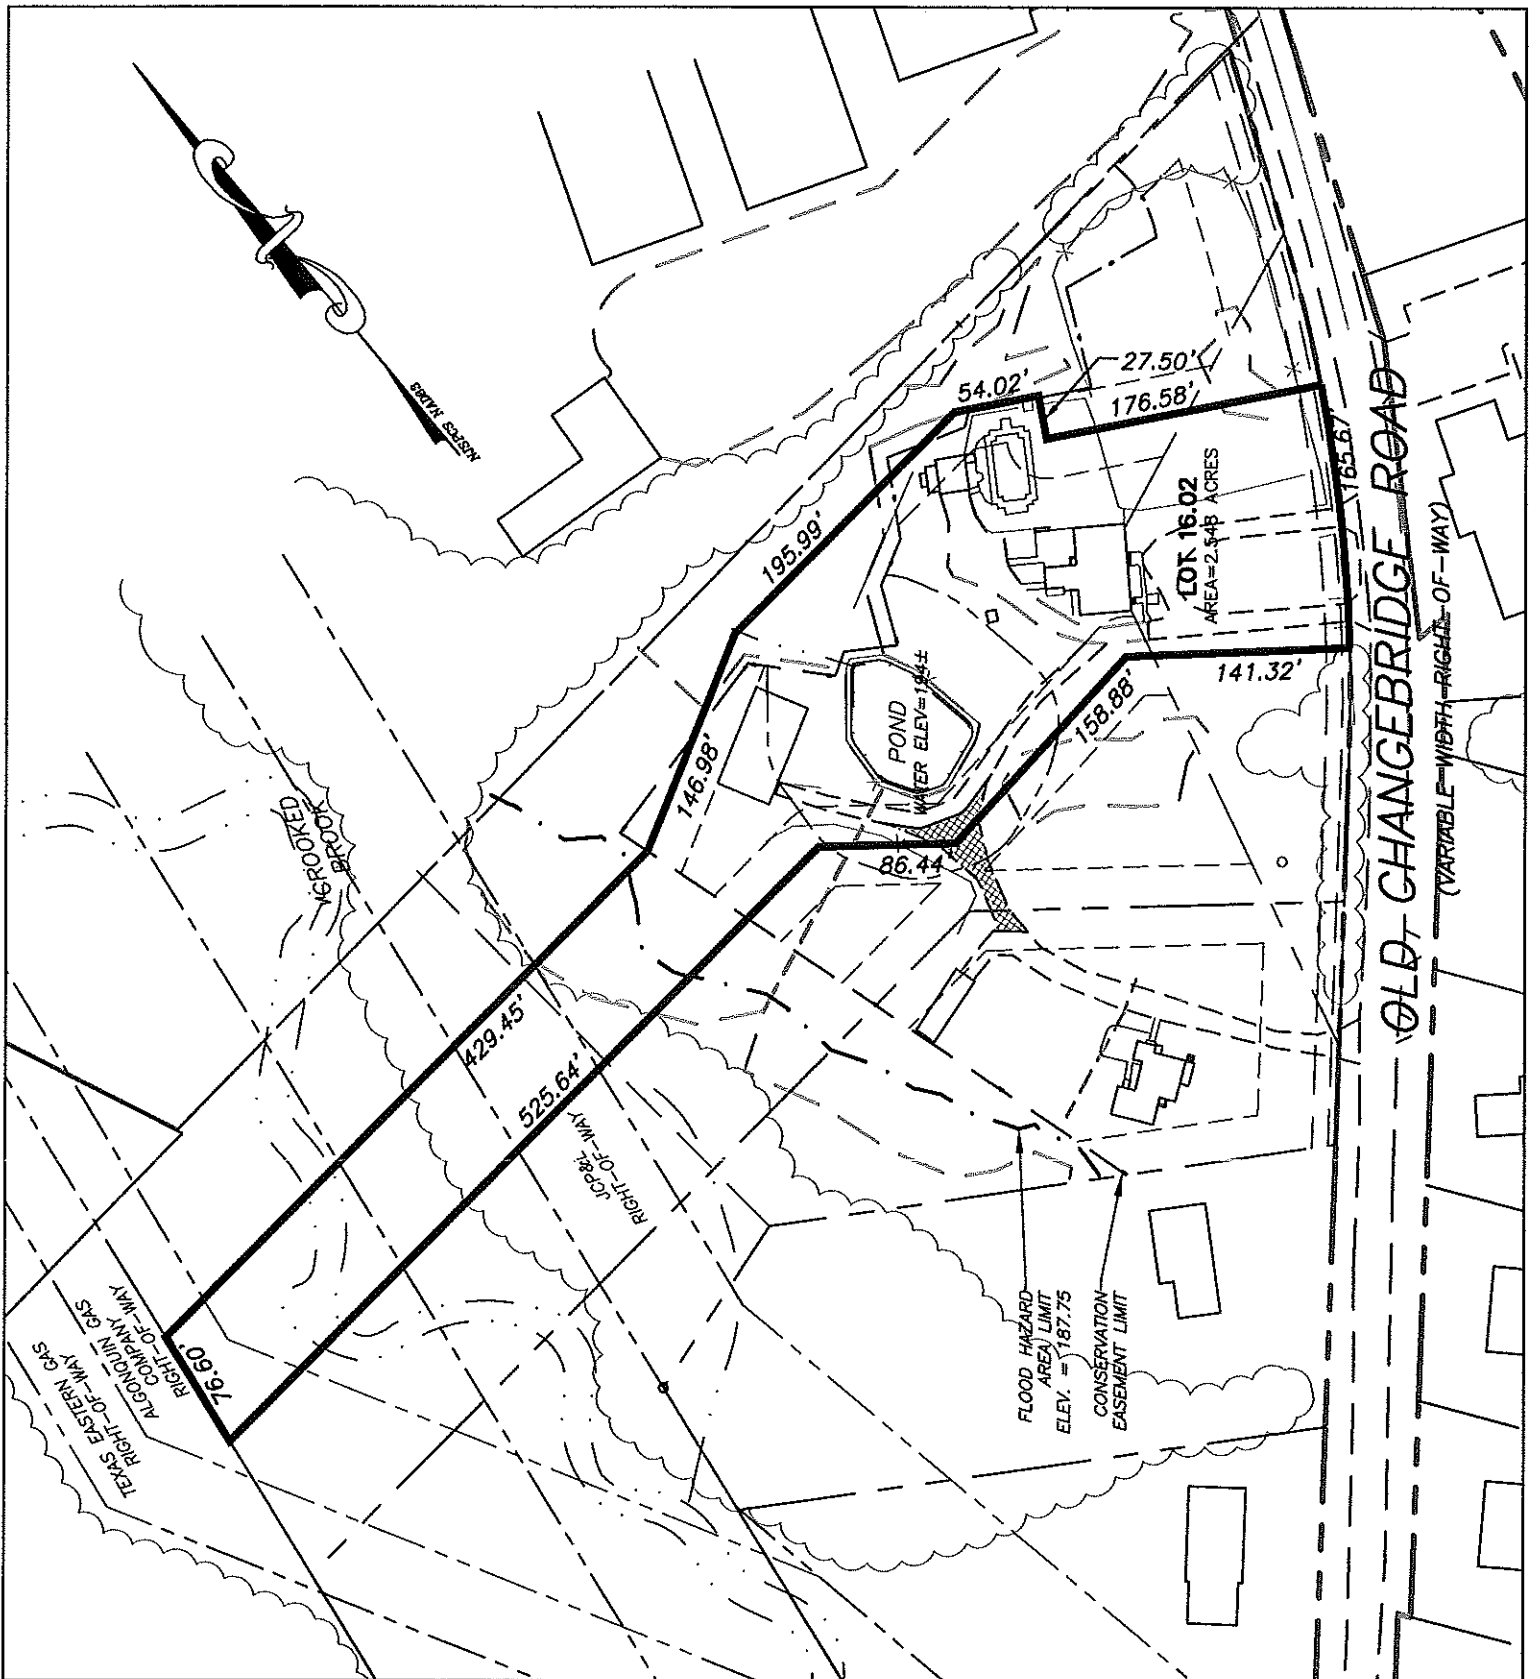 NJSPCS NAD83
54.02'
27.50'
176.58'
165.67'
195.99'
LOT 16.02
AREA=2.548 ACRES
OLD CHANGEBRIDGE ROAD
(VARIABLE-WIDTH-RIGHT-OF-WAY)
141.32'
158.88'
POND
WATER ELEV=184±
146.98'
86.44'
CROOKED
BROOK
429.45'
525.64'
JCP&L
RIGHT-OF-WAY
76.60'
ALGONQUIN GAS
COMPANY
RIGHT-OF-WAY
TEXAS EASTERN GAS
RIGHT-OF-WAY
FLOOD HAZARD
AREA LIMIT
ELEV. = 187.75
CONSERVATION
EASEMENT LIMIT